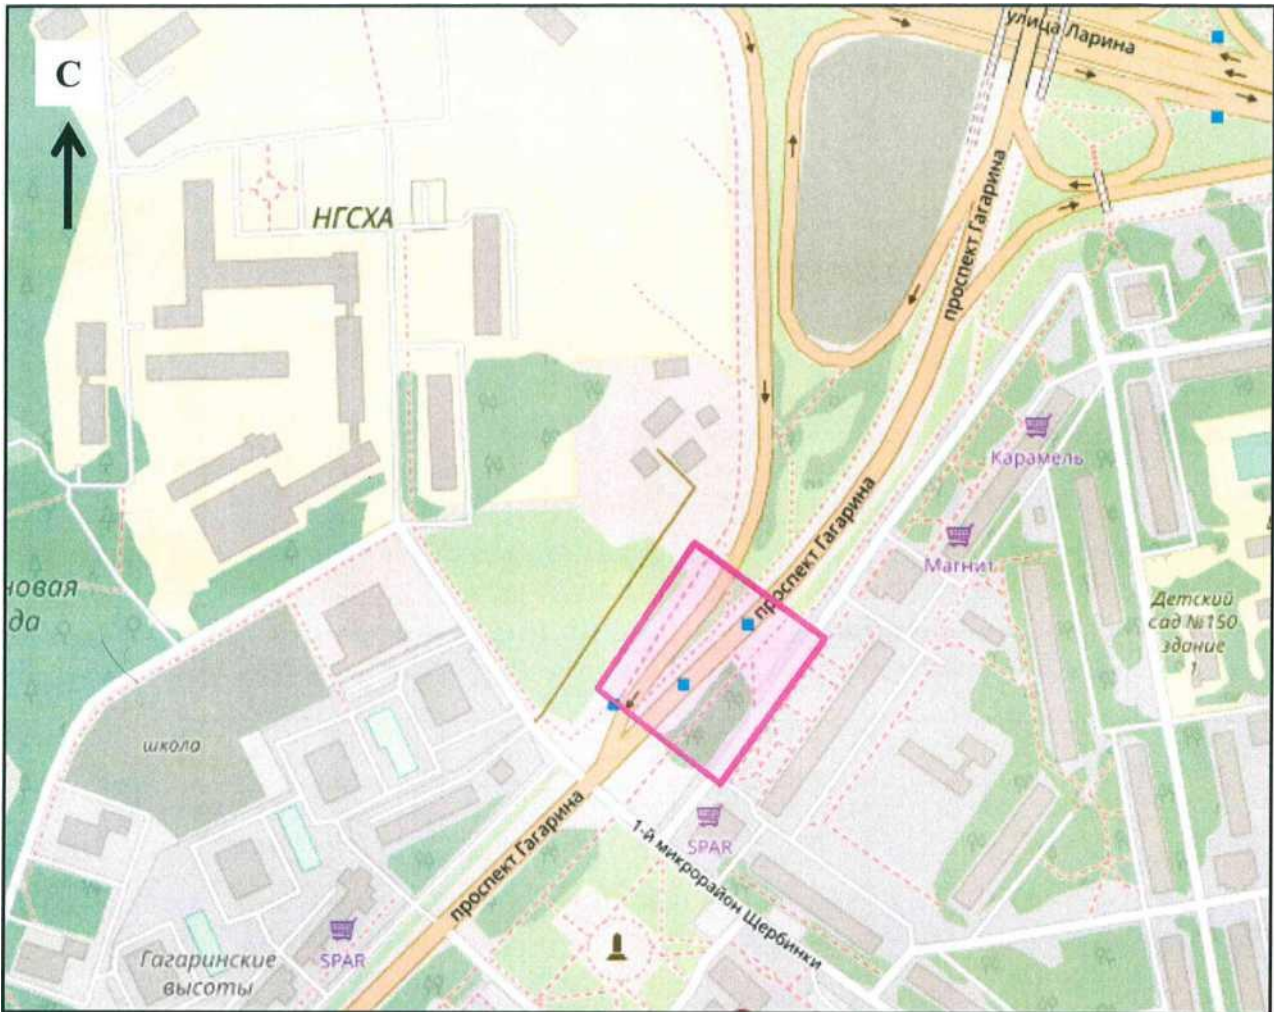 С
улица Ларина
НГСХА
проспект Гагарина
Карамель
проспект Гагарина
Магнит
новая
да
Детский
сад №150
здание
1
школа
проспект Гагарина
SPAR
1-й микрорайон Щербинки
SPAR
Гагаринские
высоты